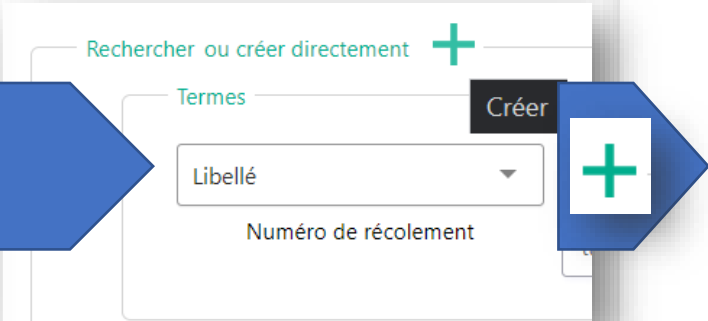 Rechercher ou créer directement
Termes
Créer
Libellé
Numéro de récolement